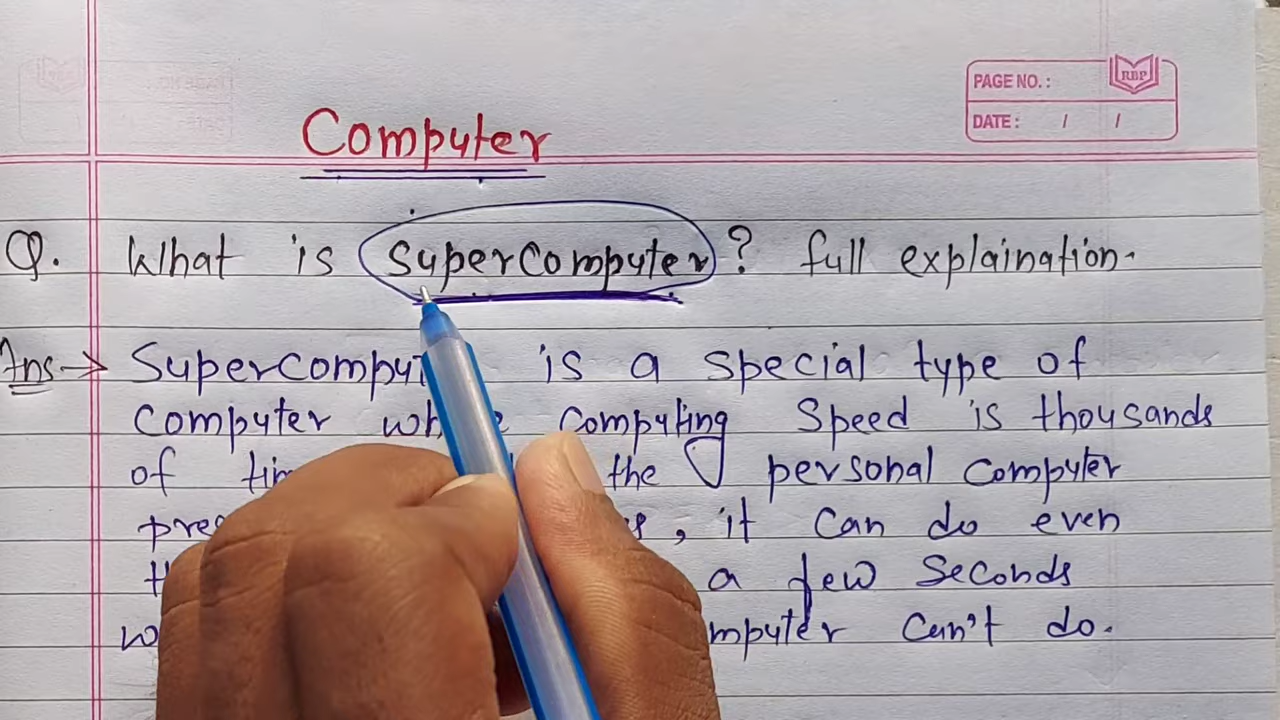 RBP
PAGE NO. :
DATE : / /
Computer
Q. What is Supercomputer? full explaination.
Ans → Supercomput is a special type of
Computer wh Computing Speed is thousands
of tim the personal Computer
pre , it can do even
a few Seconds
mputer can't do.